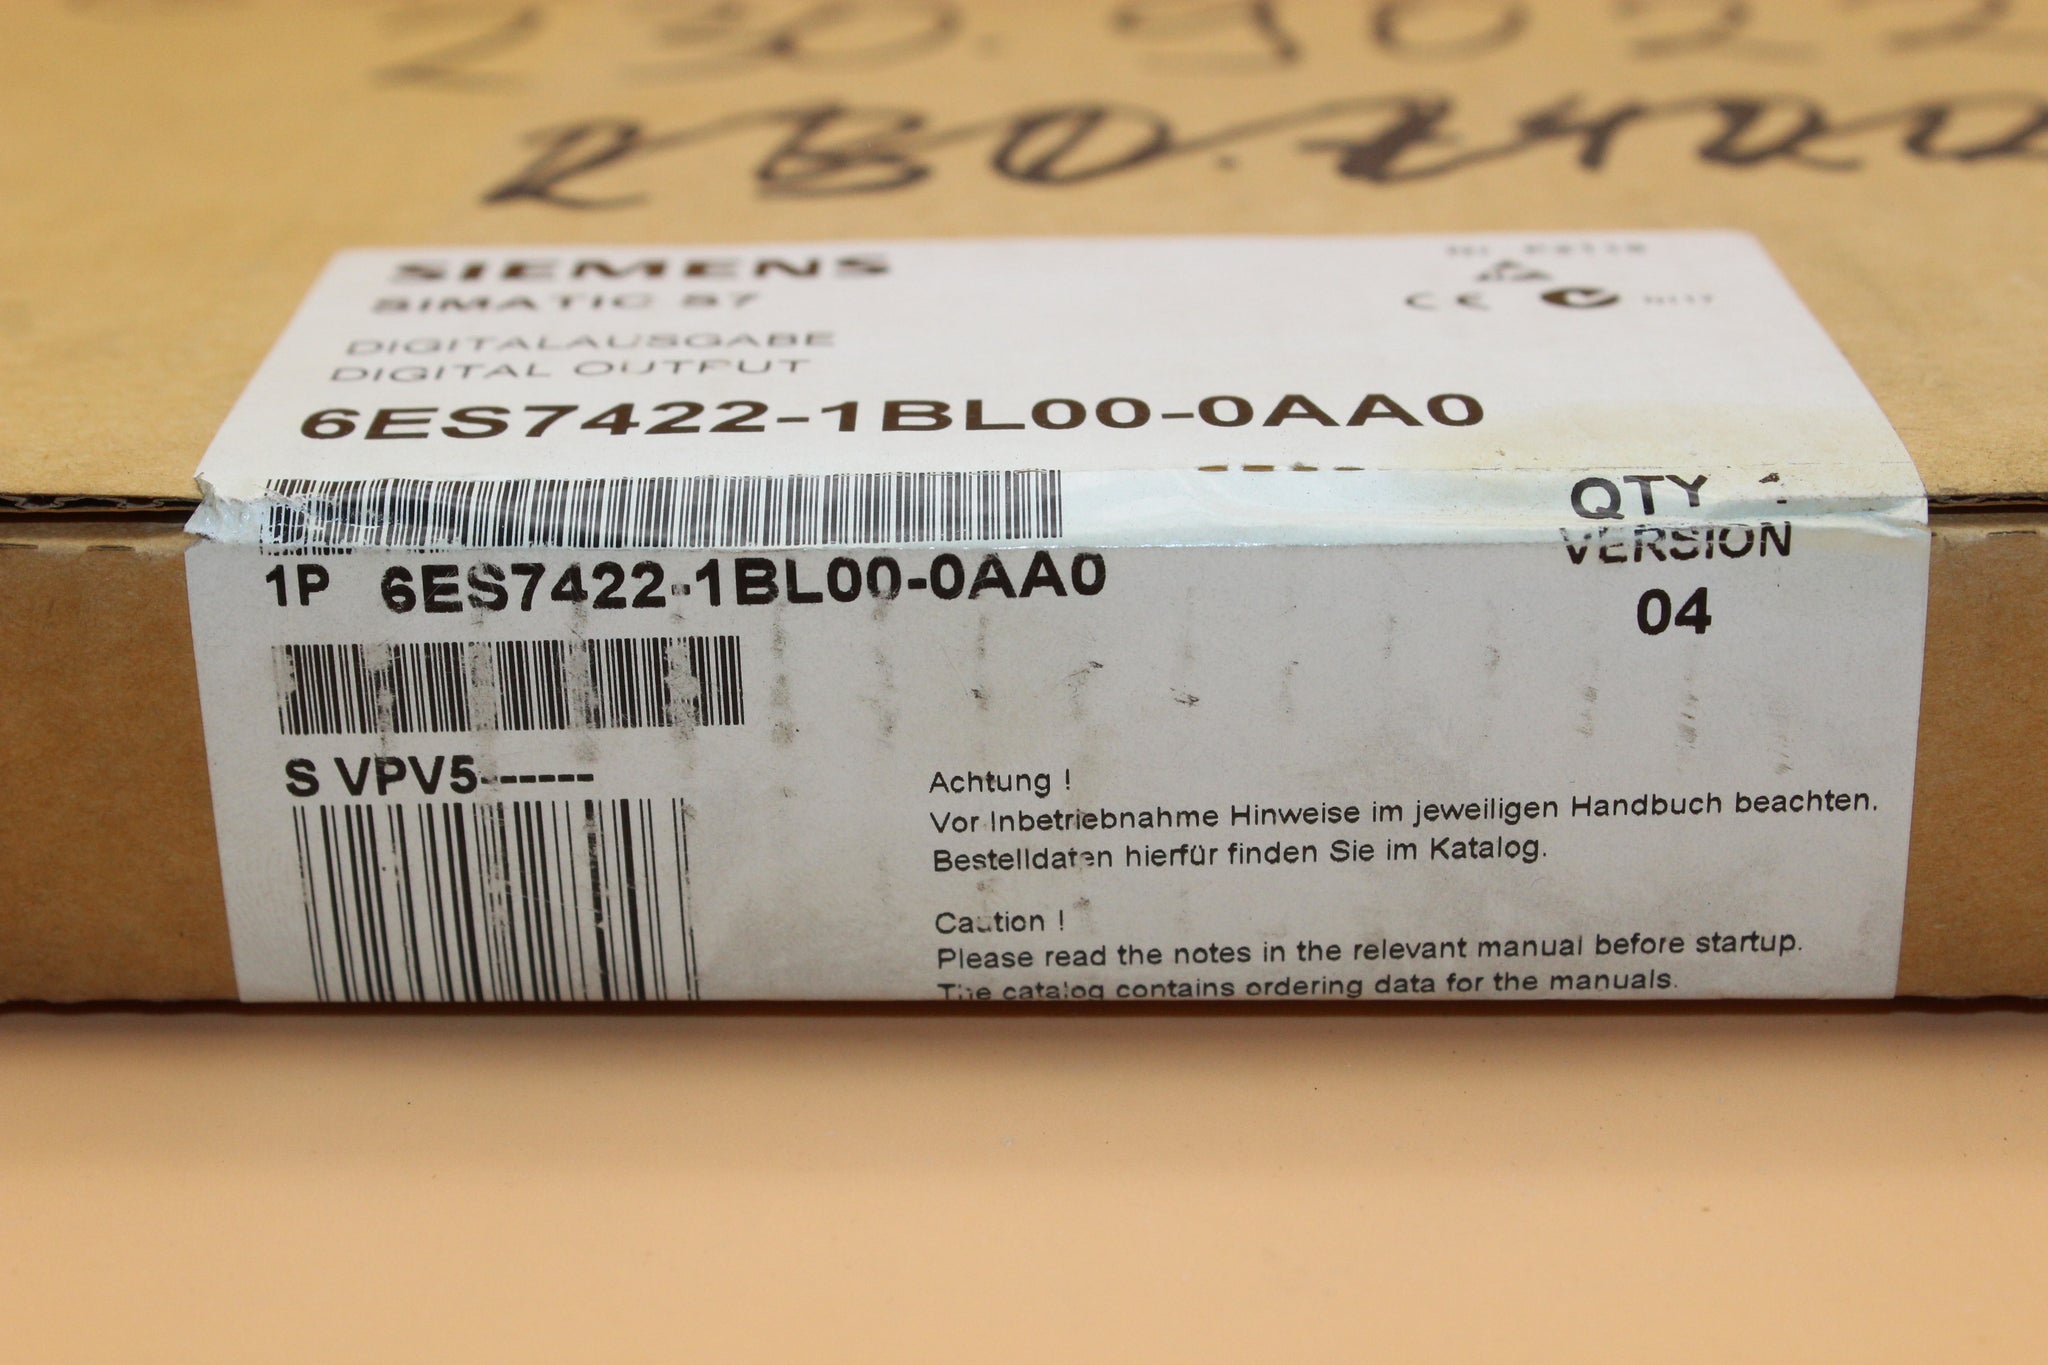 SIEMENS
SIMATIC S7
DIGITALAUSGABE
DIGITAL OUTPUT
6ES7422-1BL00-0AA0
CE N117
QTY
VERSION
1P 6ES7422-1BL00-0AA0
04
S VPV5------
Achtung !
Vor Inbetriebnahme Hinweise im jeweiligen Handbuch beachten.
Bestelldaten hierfür finden Sie im Katalog.
Caution !
Please read the notes in the relevant manual before startup.
The catalog contains ordering data for the manuals.